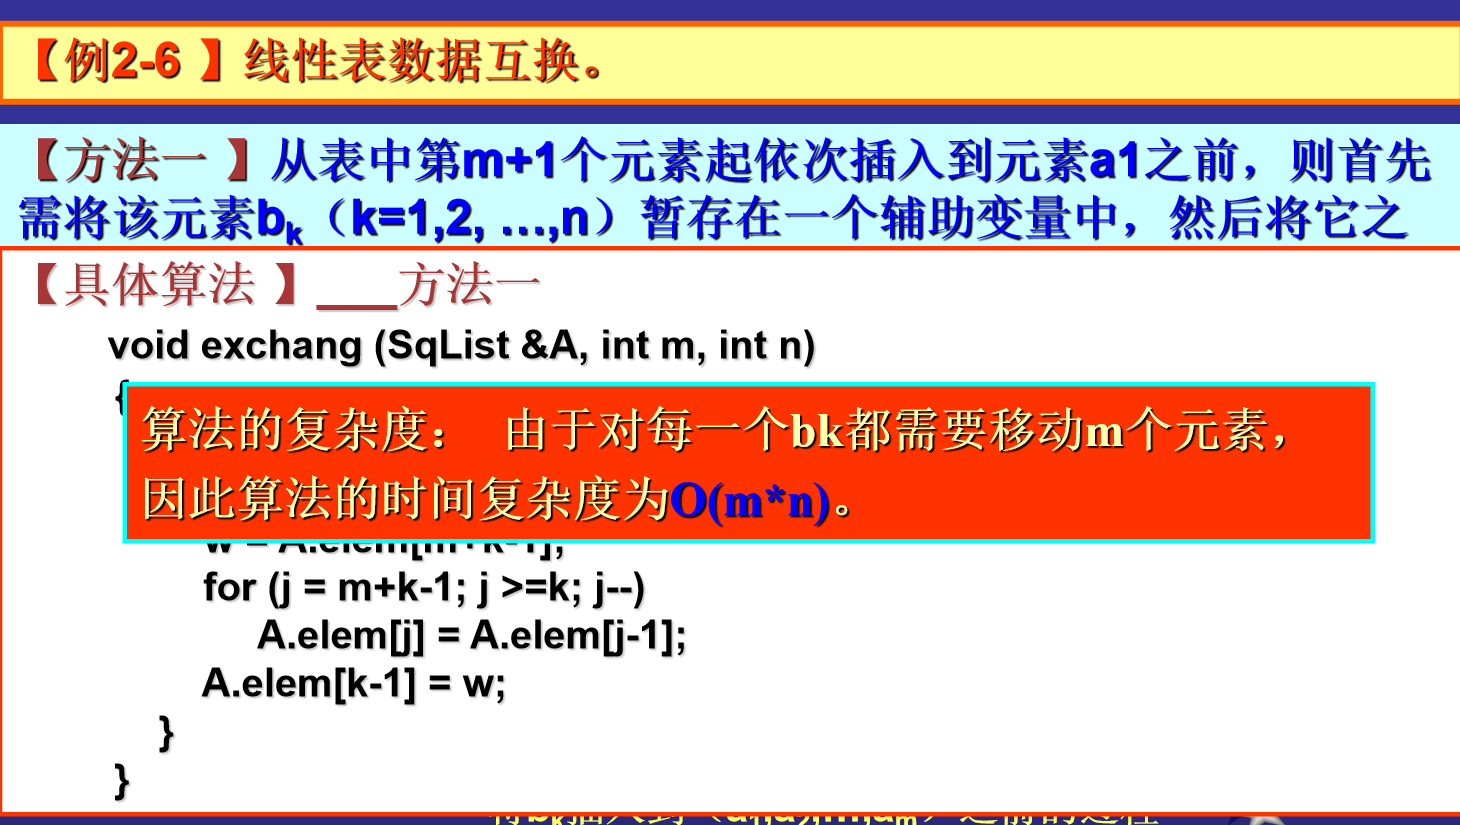 【例2-6 】线性表数据互换。
【方法一 】从表中第m+1个元素起依次插入到元素a1之前，则首先
需将该元素bk（k=1,2, …,n）暂存在一个辅助变量中，然后将它之
【具体算法 】___方法一
void exchang (SqList &A, int m, int n)
{
算法的复杂度：　由于对每一个bk都需要移动m个元素，
因此算法的时间复杂度为O(m*n)。
w = A.elem[m+k-1];
for (j = m+k-1; j >=k; j--)
A.elem[j] = A.elem[j-1];
A.elem[k-1] = w;
}
}